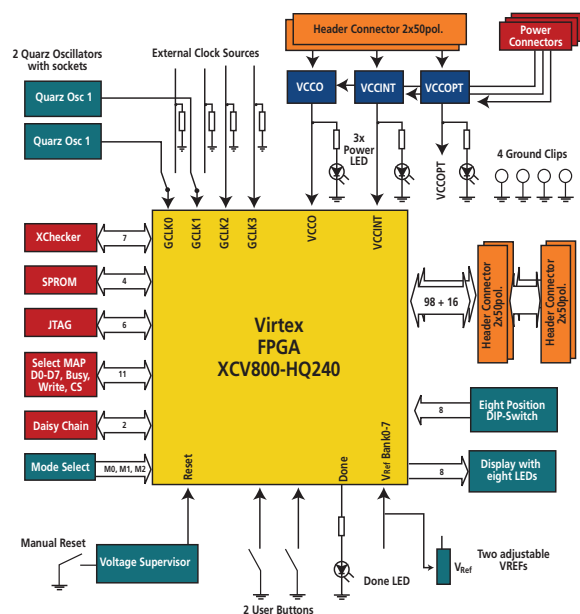 Header Connector 2x50pol.
Power
Connectors
2 Quarz Oscillators
with sockets
External Clock Sources
Quarz Osc 1
Quarz Osc 1
VCCO
VCCINT
VCCOPT
3x
Power
LED
VCCOPT
4 Ground Clips
GCLK0
GCLK1
GCLK2
GCLK3
VCCO
VCCINT
XChecker
7
SPROM
4
JTAG
6
Select MAP
D0-D7, Busy,
Write, CS
11
Daisy Chain
2
Mode Select
M0, M1, M2
Virtex
FPGA
XCV800-HQ240
98 + 16
Header Connector
2x50pol.
Header Connector
2x50pol.
8
Eight Position
DIP-Switch
8
Display with
eight LEDs
Reset
Done
VRef Bank0-7
Manual Reset
Voltage Supervisor
2 User Buttons
Done LED
VRef
Two adjustable
VREFs